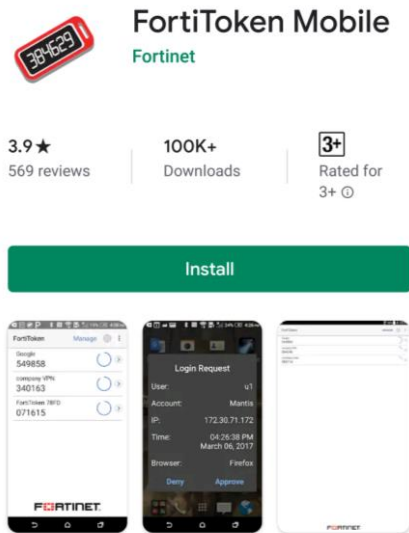 384629
FortiToken Mobile
Fortinet
3.9★
569 reviews
100K+
Downloads
3+
Rated for
3+
Install
FortiToken Manage
Google
549858
company VPN
340163
FortiToken 78FD
071615
FORTINET
Login Request
User: u1
Account: Mantis
IP: 172.30.71.172
Time: 04:26:38 PM
March 06, 2017
Browser: Firefox
Deny Approve
FORTINET